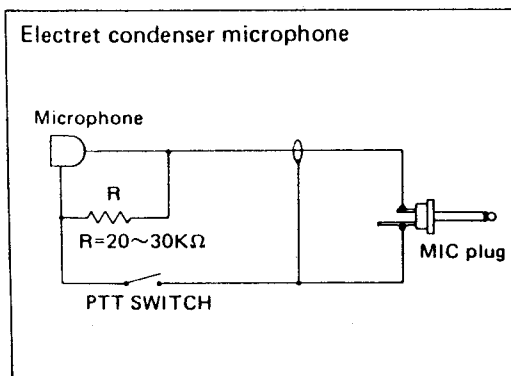 Electret condenser microphone
Microphone
R
R=20~30KΩ
MIC plug
PTT SWITCH